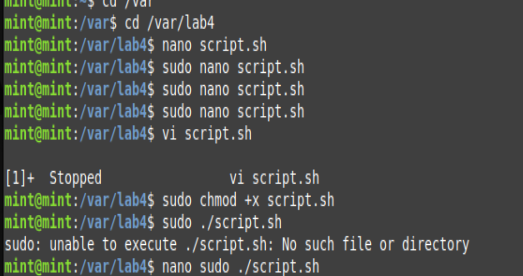 mint@mint:~$ cd /var
mint@mint:/var$ cd /var/lab4
mint@mint:/var/lab4$ nano script.sh
mint@mint:/var/lab4$ sudo nano script.sh
mint@mint:/var/lab4$ sudo nano script.sh
mint@mint:/var/lab4$ sudo nano script.sh
mint@mint:/var/lab4$ vi script.sh
[1]+  Stopped                 vi script.sh
mint@mint:/var/lab4$ sudo chmod +x script.sh
mint@mint:/var/lab4$ sudo ./script.sh
sudo: unable to execute ./script.sh: No such file or directory
mint@mint:/var/lab4$ nano sudo ./script.sh